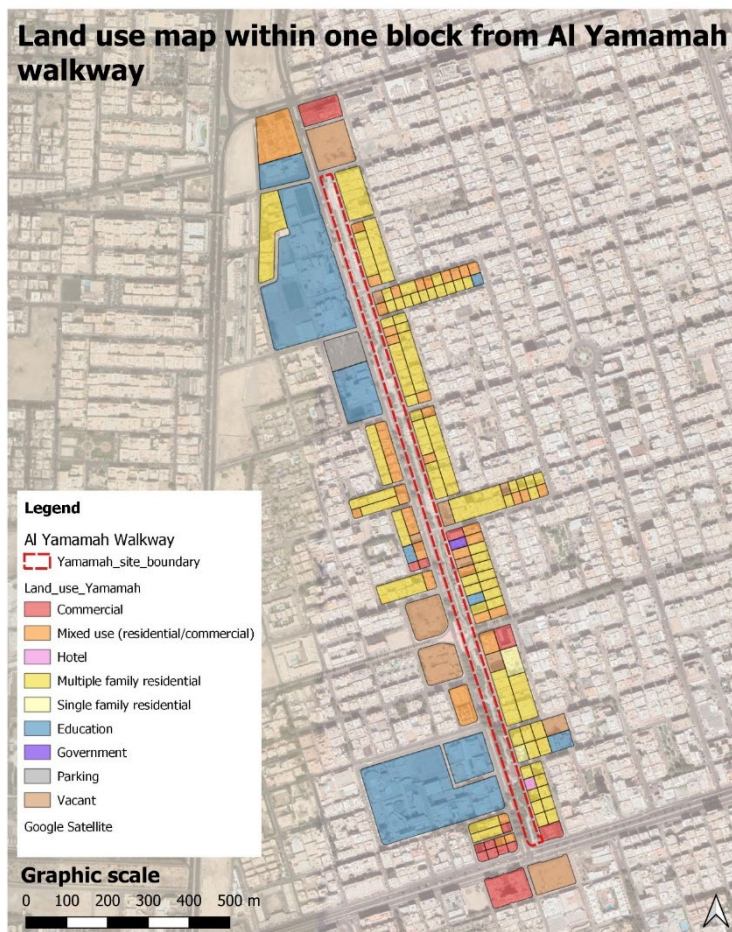 Land use map within one block from Al Yamamah
walkway
Legend
Al Yamamah Walkway
Yamamah_site_boundary
Land_use_Yamamah
Commercial
Mixed use (residential/commercial)
Hotel
Multiple family residential
Single family residential
Education
Government
Parking
Vacant
Google Satellite
Graphic scale
0 100 200 300 400 500 m